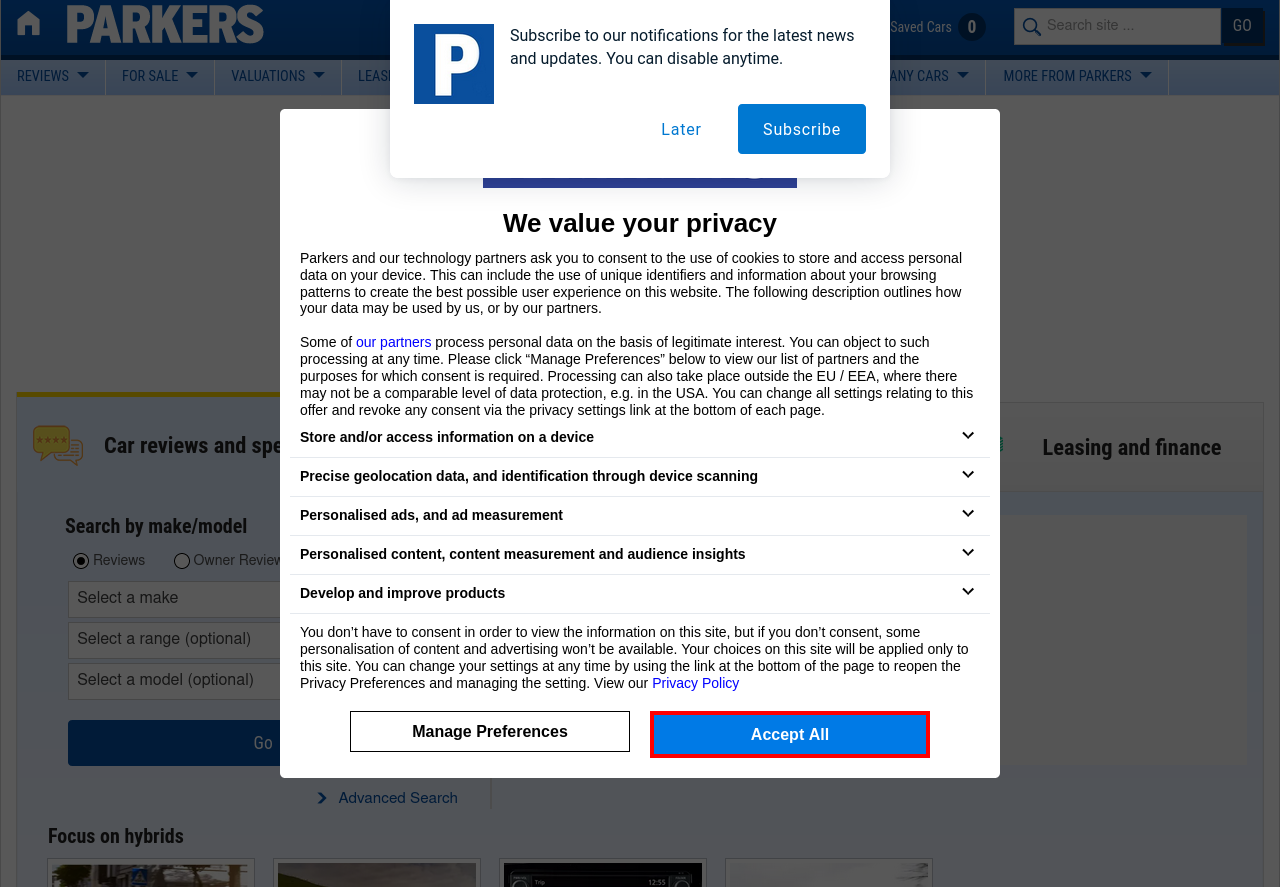 PARKERS
Saved Cars 0
Search site ...
GO
REVIEWS
FOR SALE
VALUATIONS
ANY CARS
MORE FROM PARKERS
P
Subscribe to our notifications for the latest news
and updates. You can disable anytime.
Later
Subscribe
We value your privacy
Parkers and our technology partners ask you to consent to the use of cookies to store and access personal
data on your device. This can include the use of unique identifiers and information about your browsing
patterns to create the best possible user experience on this website. The following description outlines how
your data may be used by us, or by our partners.
Some of our partners process personal data on the basis of legitimate interest. You can object to such
processing at any time. Please click “Manage Preferences” below to view our list of partners and the
purposes for which consent is required. Processing can also take place outside the EU / EEA, where there
may not be a comparable level of data protection, e.g. in the USA. You can change all settings relating to this
offer and revoke any consent via the privacy settings link at the bottom of each page.
Store and/or access information on a device
Precise geolocation data, and identification through device scanning
Personalised ads, and ad measurement
Personalised content, content measurement and audience insights
Develop and improve products
You don’t have to consent in order to view the information on this site, but if you don’t consent, some
personalisation of content and advertising won’t be available. Your choices on this site will be applied only to
this site. You can change your settings at any time by using the link at the bottom of the page to reopen the
Privacy Preferences and managing the setting. View our Privacy Policy
Manage Preferences
Accept All
Car reviews and spe
Leasing and finance
Search by make/model
Reviews
Owner Review
Select a make
Select a range (optional)
Select a model (optional)
Go
Advanced Search
Focus on hybrids
Trip
12:55